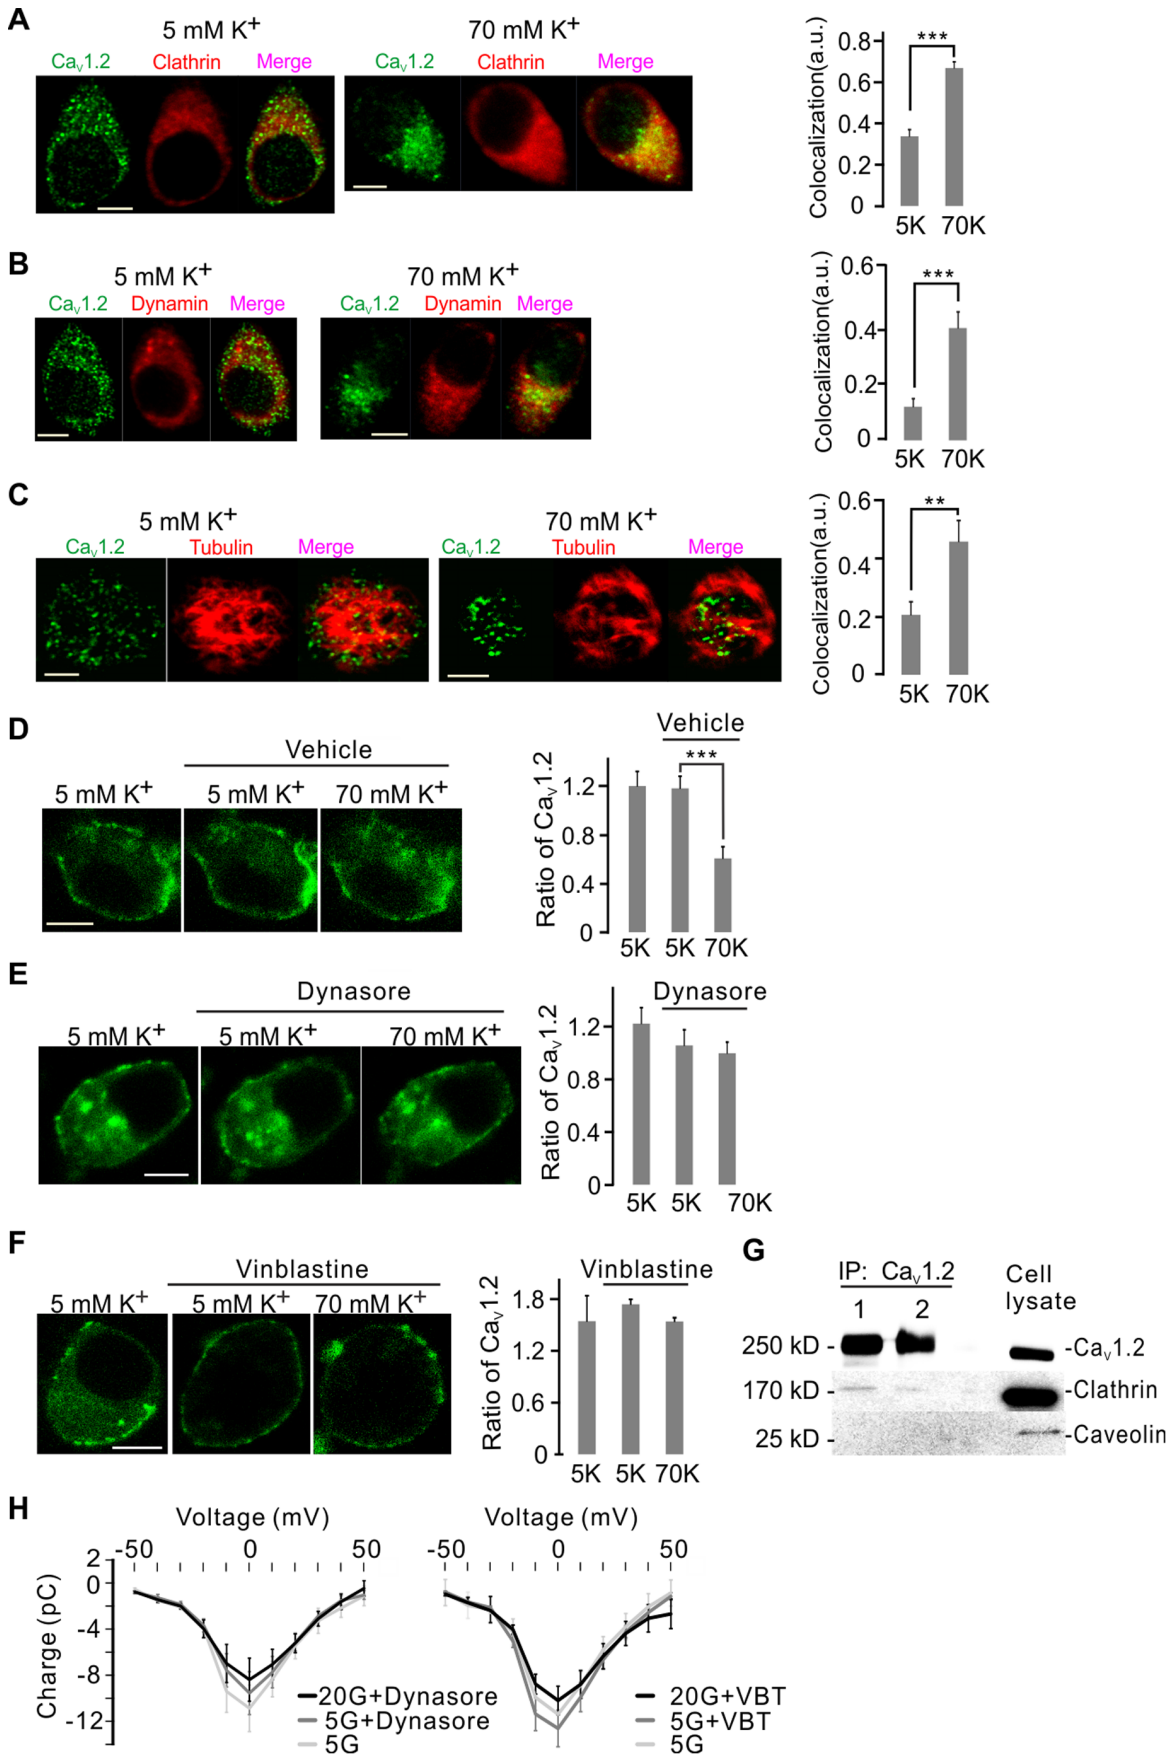 A
5 mM K+
70 mM K+
Cav1.2 Clathrin Merge
Cav1.2 Clathrin Merge
Colocalization(a.u.)
0.8
0.6
0.4
0.2
0
***
5K 70K
B
5 mM K+
70 mM K+
Cav1.2 Dynamin Merge
Cav1.2 Dynamin Merge
Colocalization(a.u.)
0.6
0.4
0.2
0
***
5K 70K
C
5 mM K+
70 mM K+
Cav1.2 Tubulin Merge
Cav1.2 Tubulin Merge
Colocalization(a.u.)
0.6
0.4
0.2
0
**
5K 70K
D
Vehicle
5 mM K+ 5 mM K+ 70 mM K+
Ratio of Cav1.2
1.2
0.8
0.4
0
Vehicle
***
5K 5K 70K
E
Dynasore
5 mM K+ 5 mM K+ 70 mM K+
Ratio of Cav1.2
1.2
0.8
0.4
0
Dynasore
5K 5K 70K
F
Vinblastine
5 mM K+ 5 mM K+ 70 mM K+
Ratio of Cav1.2
1.8
1.2
0.6
0
Vinblastine
5K 5K 70K
G
IP: Cav1.2
Cell
lysate
1 2
250 kD - -Cav1.2
170 kD - -Clathrin
25 kD - -Caveolin
H
Voltage (mV)
-50 0 50
Charge (pC)
2
0
-4
-8
-12
20G+Dynasore
5G+Dynasore
5G
Voltage (mV)
-50 0 50
20G+VBT
5G+VBT
5G